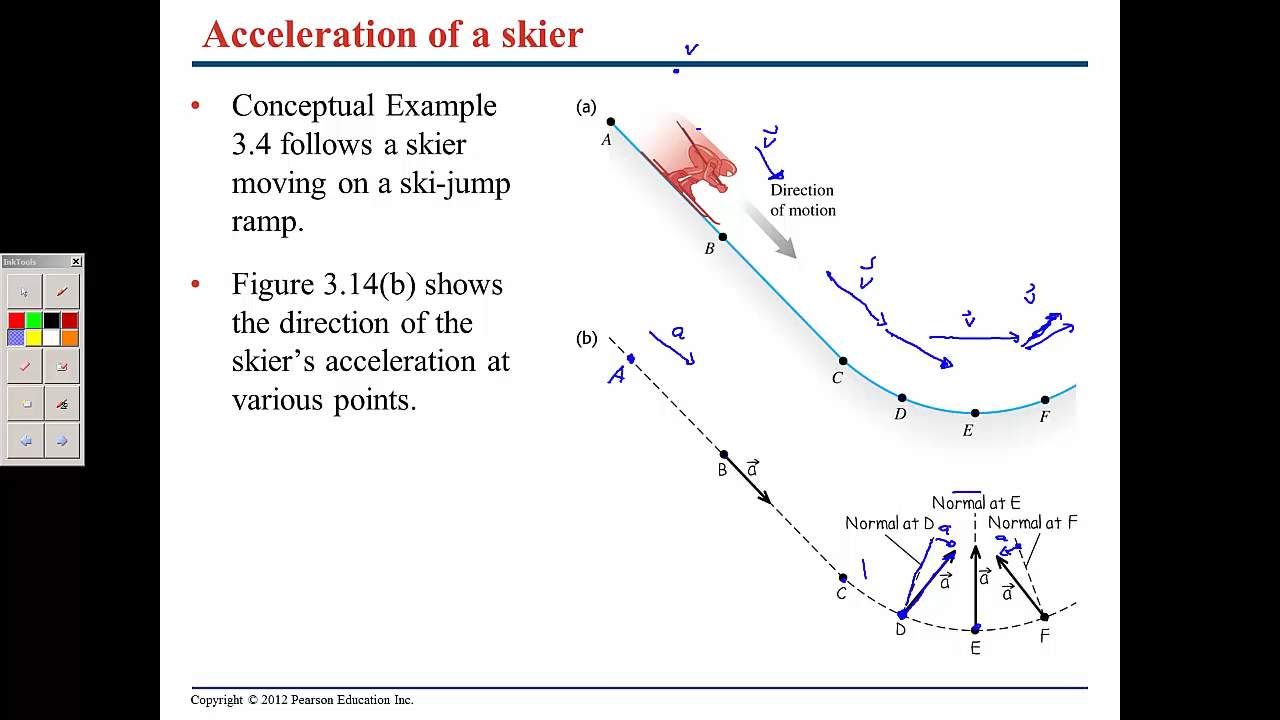 Acceleration of a skier
• Conceptual Example
3.4 follows a skier
moving on a ski-jump
ramp.
• Figure 3.14(b) shows
the direction of the
skier's acceleration at
various points.
InkTools
v
(a)
A
v
Direction
of motion
B
v
v
C
D
E
F
(b)
a
A
B
a
C
Normal at E
Normal at D
Normal at F
a
a
a
a
a
D
E
F
Copyright © 2012 Pearson Education Inc.